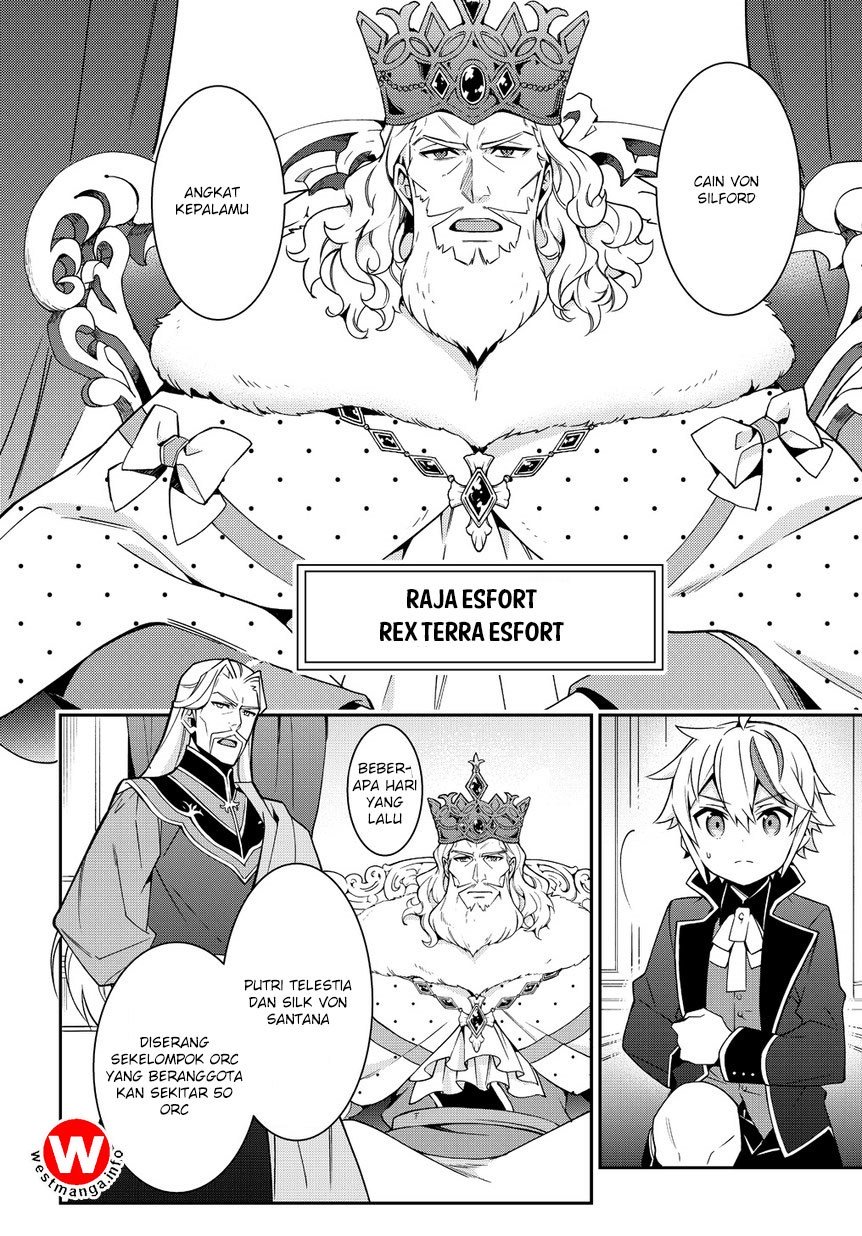 CAIN VON
SILFORD
ANGKAT
KEPALAMU
RAJA ESFORT
REX TERRA ESFORT
BEBER-
APA HARI
YANG
LALU
PUTRI TELESTIA
DAN SILK VON
SANTANA
DISERANG
SEKELOMPOK ORC
YANG BERANGGOTA
KAN SEKITAR 50
ORC
W
westmanga.info